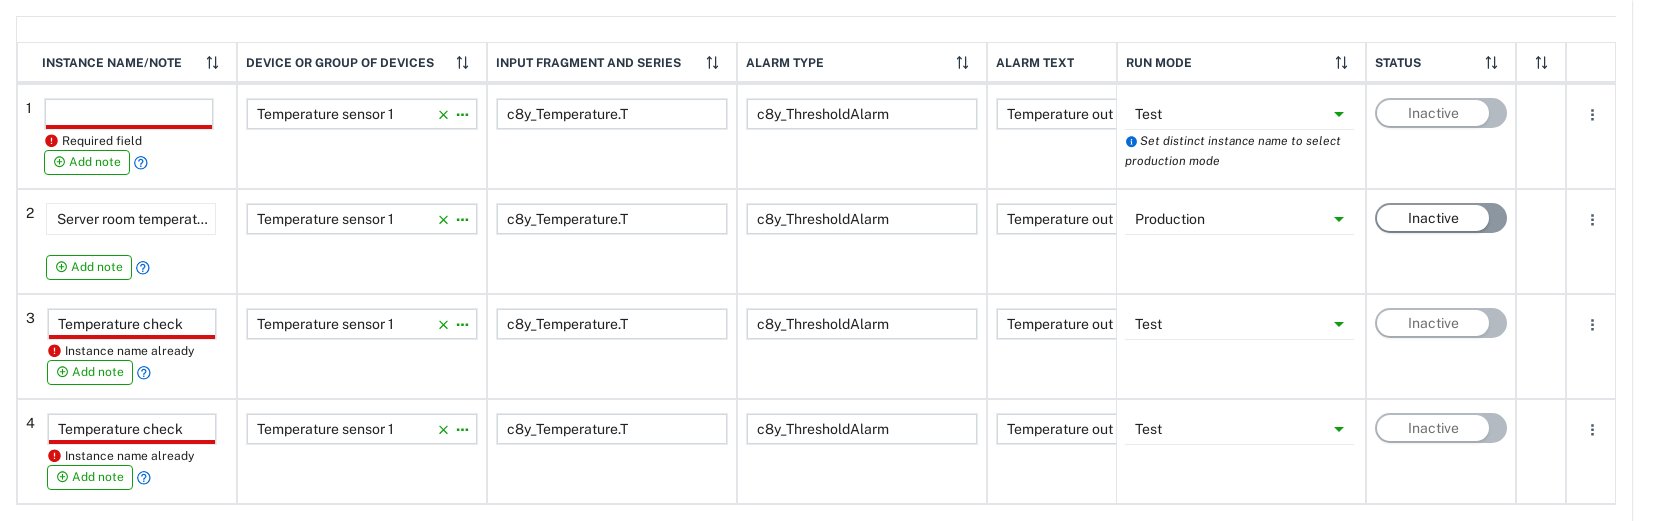 INSTANCE NAME/NOTE DEVICE OR GROUP OF DEVICES INPUT FRAGMENT AND SERIES ALARM TYPE ALARM TEXT RUN MODE STATUS
1 Temperature sensor 1 c8y_Temperature.T c8y_ThresholdAlarm Temperature out Test Inactive
Required field Set distinct instance name to select
Add note production mode
2 Server room temperat... Temperature sensor 1 c8y_Temperature.T c8y_ThresholdAlarm Temperature out Production Inactive
Add note
3 Temperature check Temperature sensor 1 c8y_Temperature.T c8y_ThresholdAlarm Temperature out Test Inactive
Instance name already
Add note
4 Temperature check Temperature sensor 1 c8y_Temperature.T c8y_ThresholdAlarm Temperature out Test Inactive
Instance name already
Add note